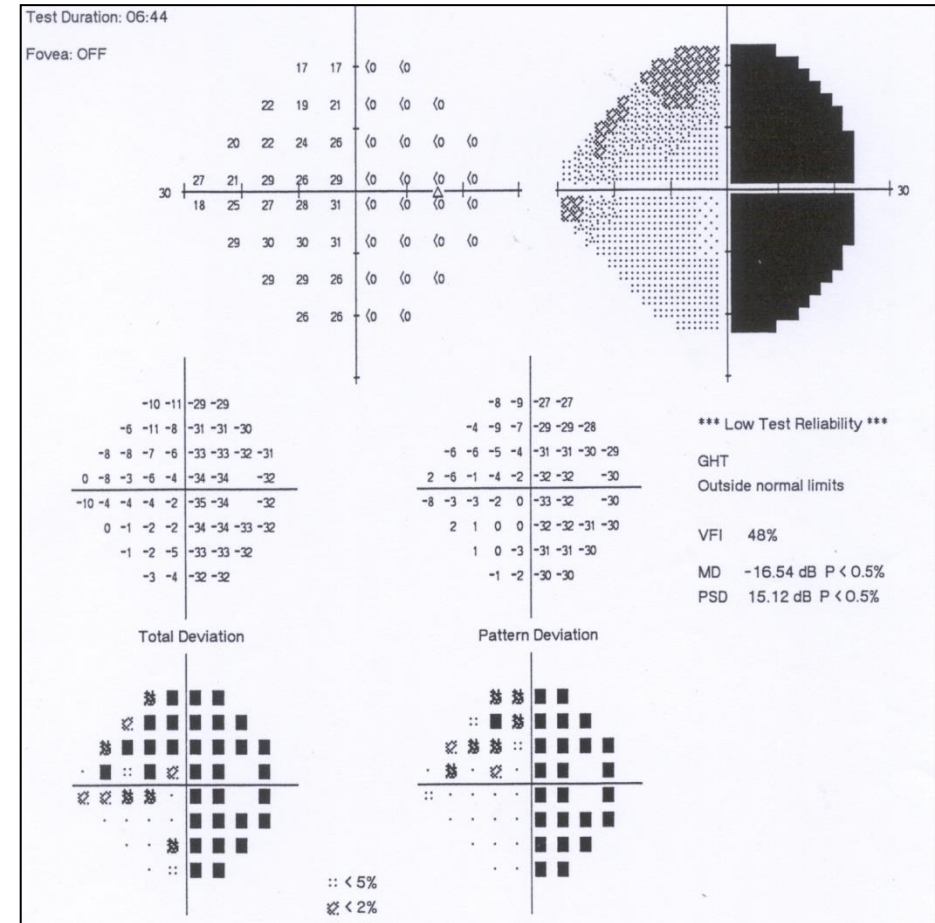 Test Duration: 06:44
Fovea: OFF
17 17 <0 <0
22 19 21 <0 <0 <0
20 22 24 26 <0 <0 <0 <0
27 21 29 26 29 <0 <0 <0 <0
30 30
18 25 27 28 31 <0 <0 <0 <0
29 30 30 31 <0 <0 <0 <0
29 29 26 <0 <0 <0
26 26 <0 <0
-10 -11 -29 -29
-6 -11 -8 -31 -31 -30
-8 -8 -7 -6 -33 -33 -32 -31
0 -8 -3 -6 -4 -34 -34 -32
-10 -4 -4 -4 -2 -35 -34 -32
0 -1 -2 -2 -34 -34 -33 -32
-1 -2 -5 -33 -33 -32
-3 -4 -32 -32
-8 -9 -27 -27
-4 -9 -7 -29 -29 -28
-6 -6 -5 -4 -31 -31 -30 -29
2 -6 -1 -4 -2 -32 -32 -30
-8 -3 -3 -2 0 -33 -32 -30
2 1 0 0 -32 -32 -31 -30
1 0 -3 -31 -31 -30
-1 -2 -30 -30
*** Low Test Reliability ***
GHT
Outside normal limits
VFI 48%
MD -16.54 dB P < 0.5%
PSD 15.12 dB P < 0.5%
Total Deviation
Pattern Deviation
< 5%
< 2%